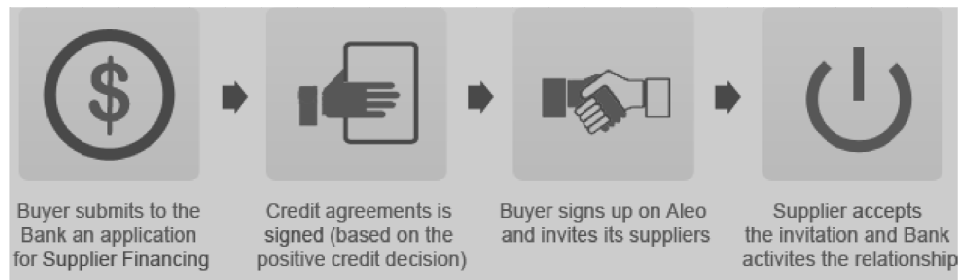 $
Buyer submits to the
Bank an application
for Supplier Financing
Credit agreements is
signed (based on the
positive credit decision)
Buyer signs up on Aleo
and invites its suppliers
Supplier accepts
the invitation and Bank
activites the relationship